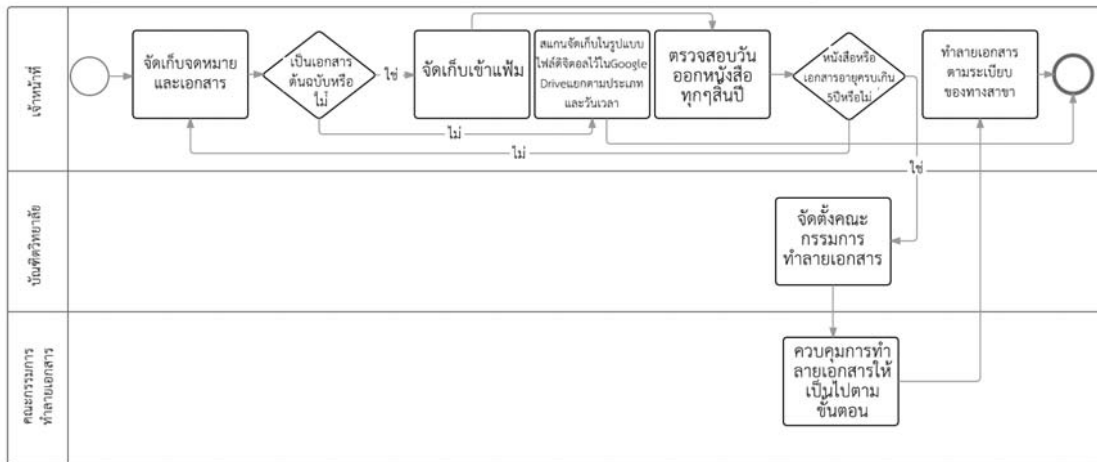 เจ้าหน้าที่
จัดเก็บจดหมาย
และเอกสาร
เป็นเอกสาร
ต้นฉบับหรือ
ไม่
ใช่
จัดเก็บเข้าแฟ้ม
สแกนจัดเก็บในรูปแบบ
ไฟล์ดิจิตอลไว้ในGoogle
Driveแยกตามประเภท
และวันเวลา
ตรวจสอบวัน
ออกหนังสือ
ทุกๆสิ้นปี
หนังสือหรือ
เอกสารอายุครบเกิน
5ปีหรือไม่
ทำลายเอกสาร
ตามระเบียบ
ของทางสาขา
ไม่
ไม่
ใช่
บัณฑิตวิทยาลัย
จัดตั้งคณะ
กรรมการ
ทำลายเอกสาร
คณะกรรมการ
ทำลายเอกสาร
ควบคุมการทำ
ลายเอกสารให้
เป็นไปตาม
ขั้นตอน